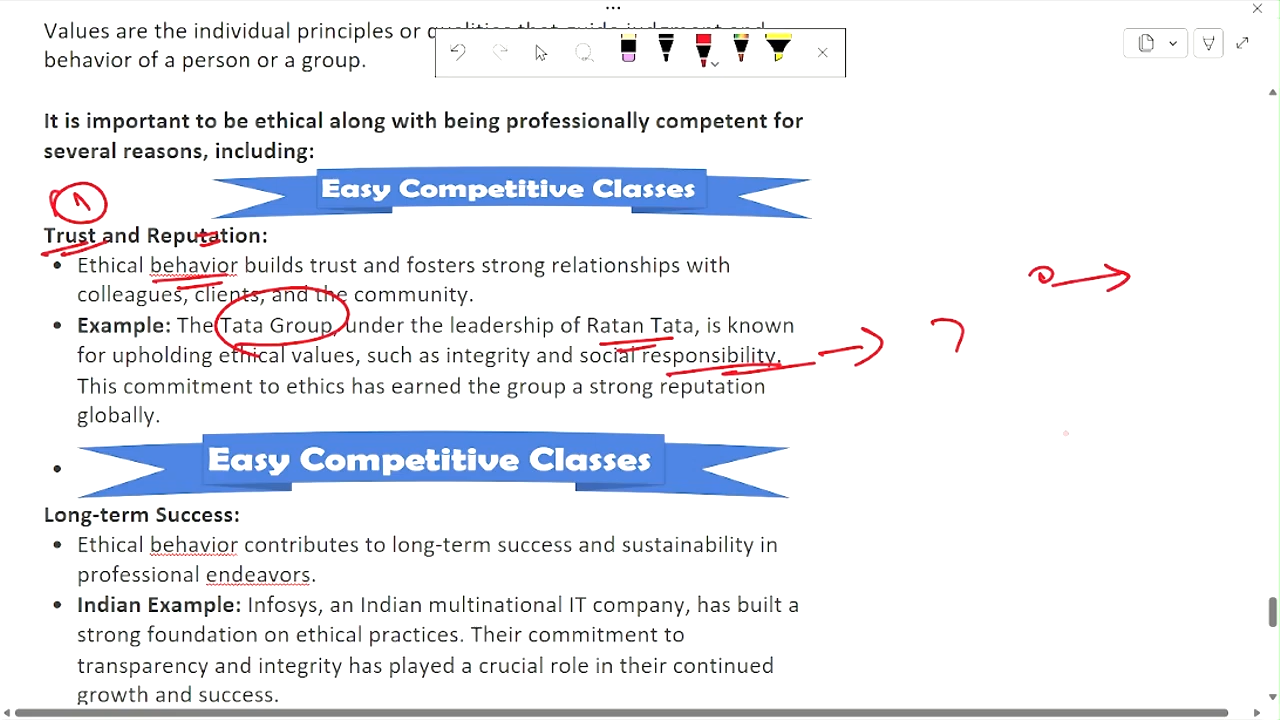 Values are the individual principles or qualities that guide judgment and
behavior of a person or a group.
It is important to be ethical along with being professionally competent for
several reasons, including:
Easy Competitive Classes
1
Trust and Reputation:
• Ethical behavior builds trust and fosters strong relationships with
colleagues, clients, and the community.
• Example: The Tata Group, under the leadership of Ratan Tata, is known
for upholding ethical values, such as integrity and social responsibility.
This commitment to ethics has earned the group a strong reputation
globally.
• Easy Competitive Classes
Long-term Success:
• Ethical behavior contributes to long-term success and sustainability in
professional endeavors.
• Indian Example: Infosys, an Indian multinational IT company, has built a
strong foundation on ethical practices. Their commitment to
transparency and integrity has played a crucial role in their continued
growth and success.